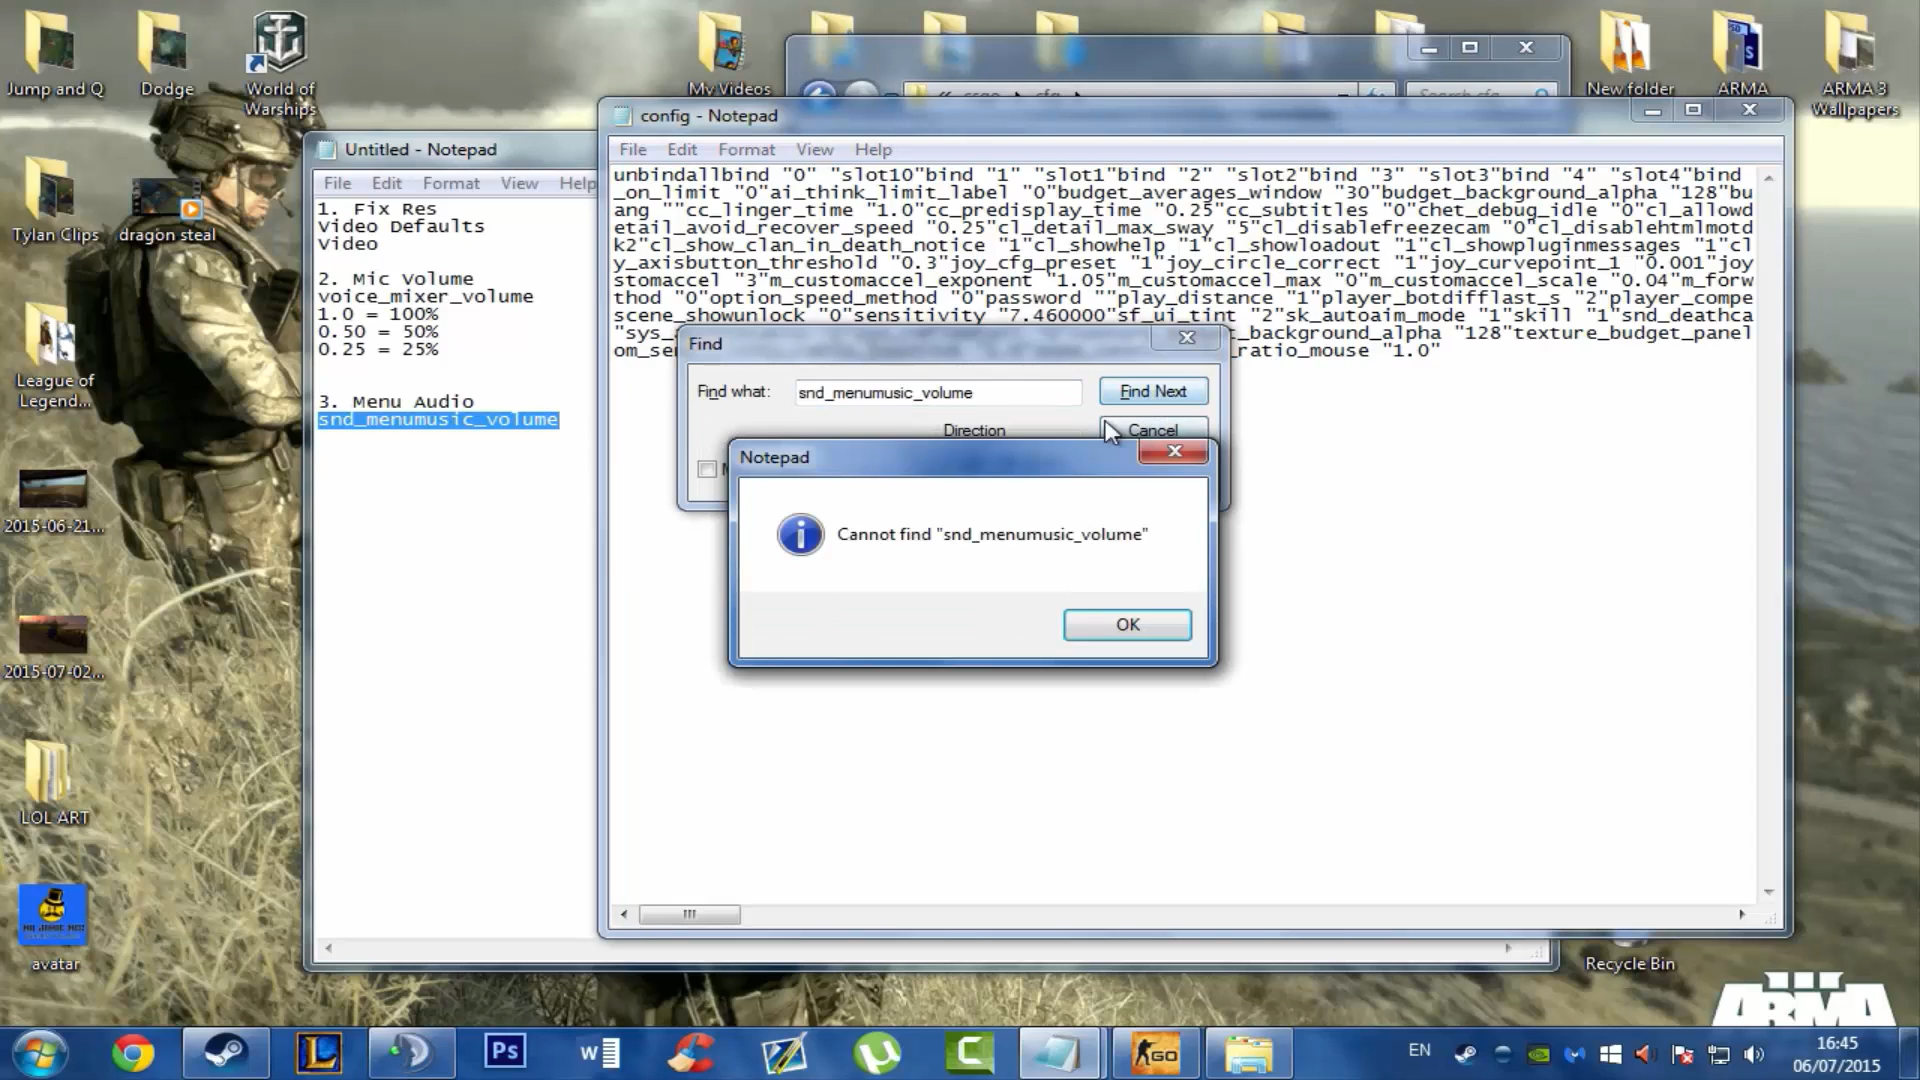 Jump and Q
Dodge
World of
Warships
My Videos
New folder
ARMA
ARMA 3
Wallpapers
Tylan Clips
dragon steal
League of
Legend...
2015-06-21...
2015-07-02...
LOL ART
avatar
Recycle Bin
Untitled - Notepad
File Edit Format View Help
1. Fix Res
Video Defaults
Video
2. Mic Volume
voice_mixer_volume
1.0 = 100%
0.50 = 50%
0.25 = 25%
3. Menu Audio
snd_menumusic_volume
config - Notepad
File Edit Format View Help
unbindallbind "0" "slot10"bind "1" "slot1"bind "2" "slot2"bind "3" "slot3"bind "4" "slot4"bind
_on_limit "0"ai_think_limit_label "0"budget_averages_window "30"budget_background_alpha "128"bu
ang ""cc_linger_time "1.0"cc_predisplay_time "0.25"cc_subtitles "0"chet_debug_idle "0"cl_allowd
etail_avoid_recover_speed "0.25"cl_detail_max_sway "5"cl_disablefreezecam "0"cl_disablehtmlmotd
k2"cl_show_clan_in_death_notice "1"cl_showhelp "1"cl_showloadout "1"cl_showpluginmessages "1"cl
y_axisbutton_threshold "0.3"joy_cfg_preset "1"joy_circle_correct "1"joy_curvepoint_1 "0.001"joy
stomaccel "3"m_customaccel_exponent "1.05"m_customaccel_max "0"m_customaccel_scale "0.04"m_forw
thod "0"option_speed_method "0"password ""play_distance "1"player_botdifflast_s "2"player_compe
scene_showunlock "0"sensitivity "7.460000"sf_ui_tint "2"sk_autoaim_mode "1"skill "1"snd_deathca
"sys_ _background_alpha "128"texture_budget_panel
om_sen ratio_mouse "1.0"
Find
Find what: snd_menumusic_volume Find Next
Direction Cancel
Notepad
Cannot find "snd_menumusic_volume"
OK
III
ARMA
Ps
W
GO
EN
16:45
06/07/2015